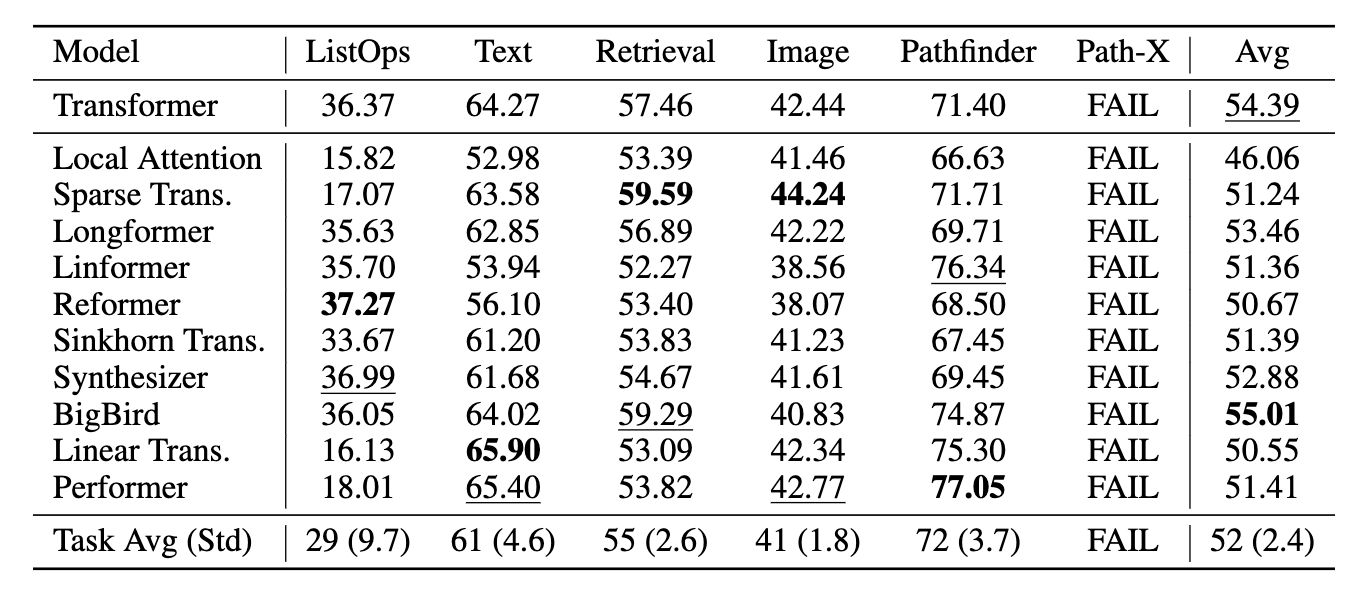 Model ListOps Text Retrieval Image Pathfinder Path-X Avg
Transformer 36.37 64.27 57.46 42.44 71.40 FAIL 54.39
Local Attention 15.82 52.98 53.39 41.46 66.63 FAIL 46.06
Sparse Trans. 17.07 63.58 59.59 44.24 71.71 FAIL 51.24
Longformer 35.63 62.85 56.89 42.22 69.71 FAIL 53.46
Linformer 35.70 53.94 52.27 38.56 76.34 FAIL 51.36
Reformer 37.27 56.10 53.40 38.07 68.50 FAIL 50.67
Sinkhorn Trans. 33.67 61.20 53.83 41.23 67.45 FAIL 51.39
Synthesizer 36.99 61.68 54.67 41.61 69.45 FAIL 52.88
BigBird 36.05 64.02 59.29 40.83 74.87 FAIL 55.01
Linear Trans. 16.13 65.90 53.09 42.34 75.30 FAIL 50.55
Performer 18.01 65.40 53.82 42.77 77.05 FAIL 51.41
Task Avg (Std) 29 (9.7) 61 (4.6) 55 (2.6) 41 (1.8) 72 (3.7) FAIL 52 (2.4)